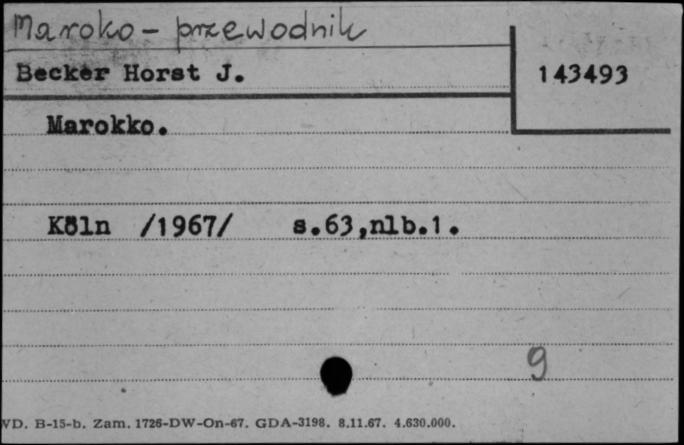 Maroko - przewodnik
Becker Horst J.
143493
Marokko.
Köln /1967/ s.63,nlb.1.
9
VD. B-15-b. Zam. 1726-DW-On-67. GDA-3198. 8.11.67. 4.630.000.